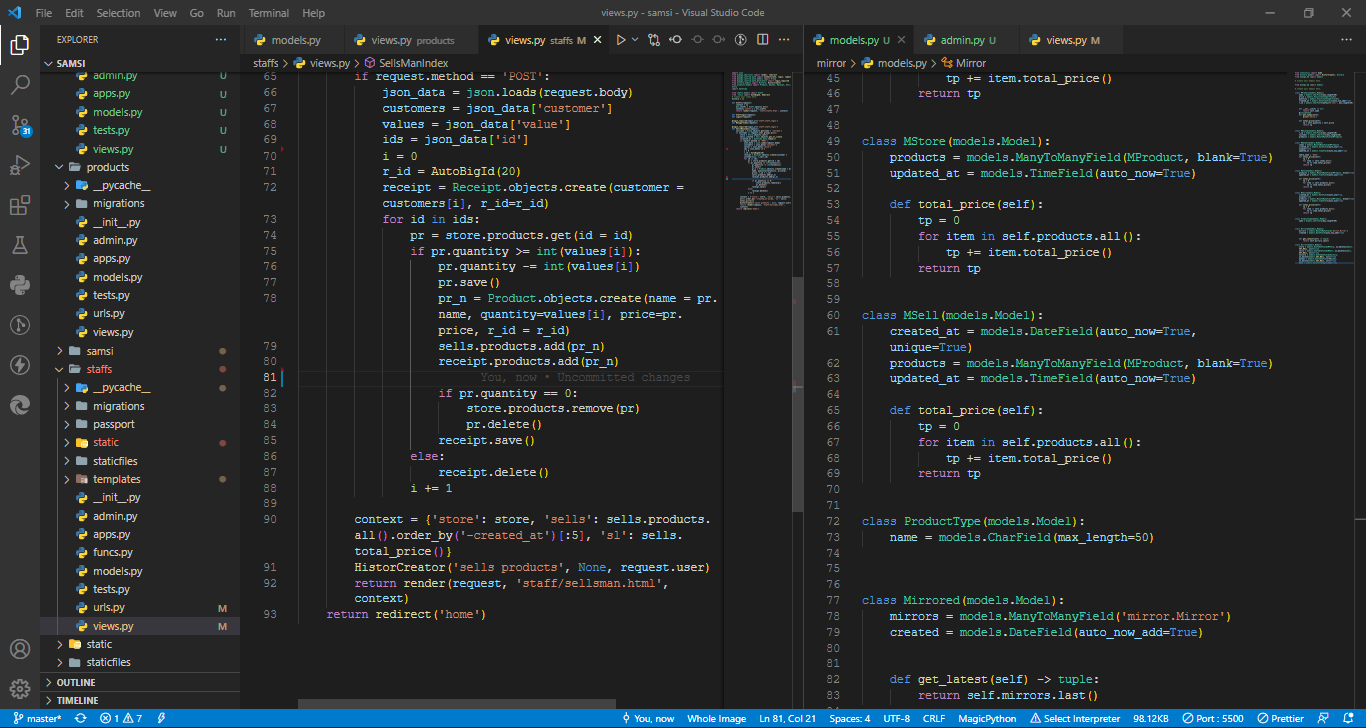 File Edit Selection View Go Run Terminal Help
views.py - samsi - Visual Studio Code
EXPLORER
SAMSI
admin.py U
apps.py U
models.py U
tests.py U
views.py U
products
__pycache__
migrations
__init__.py
admin.py
apps.py
models.py
tests.py
urls.py
views.py
samsi
staffs
__pycache__
migrations
passport
static
staticfiles
templates
__init__.py
admin.py
apps.py
funcs.py
models.py
tests.py
urls.py M
views.py M
static
staticfiles
OUTLINE
TIMELINE
31
models.py
views.py products
views.py staffs M
staffs > views.py > SellsManIndex
65 if request.method == 'POST':
66 json_data = json.loads(request.body)
67 customers = json_data['customer']
68 values = json_data['value']
69 ids = json_data['id']
70 i = 0
71 r_id = AutoBigId(20)
72 receipt = Receipt.objects.create(customer =
customers[i], r_id=r_id)
73 for id in ids:
74 pr = store.products.get(id = id)
75 if pr.quantity >= int(values[i]):
76 pr.quantity -= int(values[i])
77 pr.save()
78 pr_n = Product.objects.create(name = pr.
name, quantity=values[i], price=pr.
price, r_id = r_id)
79 sells.products.add(pr_n)
80 receipt.products.add(pr_n)
81 You, now • Uncommitted changes
82 if pr.quantity == 0:
83 store.products.remove(pr)
84 pr.delete()
85 receipt.save()
86 else:
87 receipt.delete()
88 i += 1
89
90 context = {'store': store, 'sells': sells.products.
all().order_by('-created_at')[:5], 'sl': sells.
total_price()}
91 HistorCreator('sells products', None, request.user)
92 return render(request, 'staff/sellsman.html',
context)
93 return redirect('home')
models.py U
admin.py U
views.py M
mirror > models.py > Mirror
45 tp += item.total_price()
46 return tp
47
48
49 class MStore(models.Model):
50 products = models.ManyToManyField(MProduct, blank=True)
51 updated_at = models.TimeField(auto_now=True)
52
53 def total_price(self):
54 tp = 0
55 for item in self.products.all():
56 tp += item.total_price()
57 return tp
58
59
60 class MSell(models.Model):
61 created_at = models.DateField(auto_now=True,
unique=True)
62 products = models.ManyToManyField(MProduct, blank=True)
63 updated_at = models.TimeField(auto_now=True)
64
65 def total_price(self):
66 tp = 0
67 for item in self.products.all():
68 tp += item.total_price()
69 return tp
70
71
72 class ProductType(models.Model):
73 name = models.CharField(max_length=50)
74
75
76
77 class Mirrored(models.Model):
78 mirrors = models.ManyToManyField('mirror.Mirror')
79 created = models.DateField(auto_now_add=True)
80
81
82 def get_latest(self) -> tuple:
83 return self.mirrors.last()
master* 1 7 You, now Whole Image Ln 81, Col 21 Spaces: 4 UTF-8 CRLF MagicPython Select Interpreter 98.12KB Port : 5500 Prettier